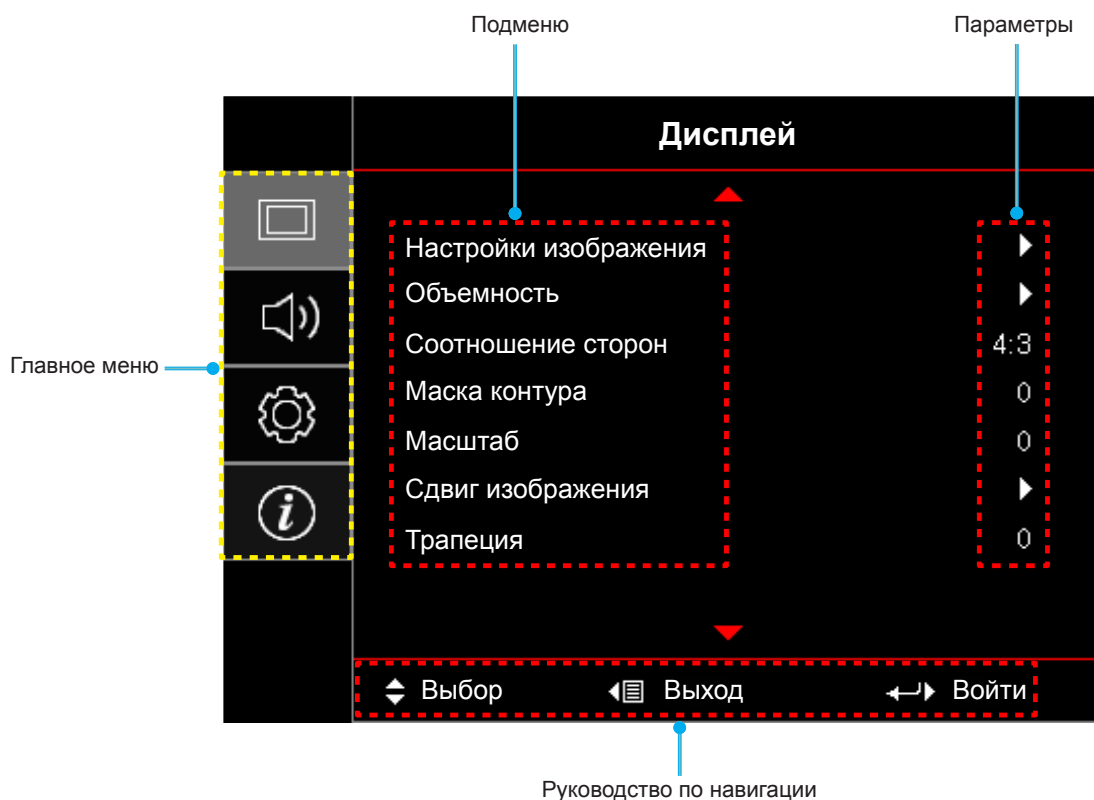 Подменю
Параметры
Дисплей
Настройки изображения
Объемность
Соотношение сторон 4:3
Маска контура 0
Масштаб 0
Сдвиг изображения
Трапеция 0
Главное меню
Выбор Выход Войти
Руководство по навигации